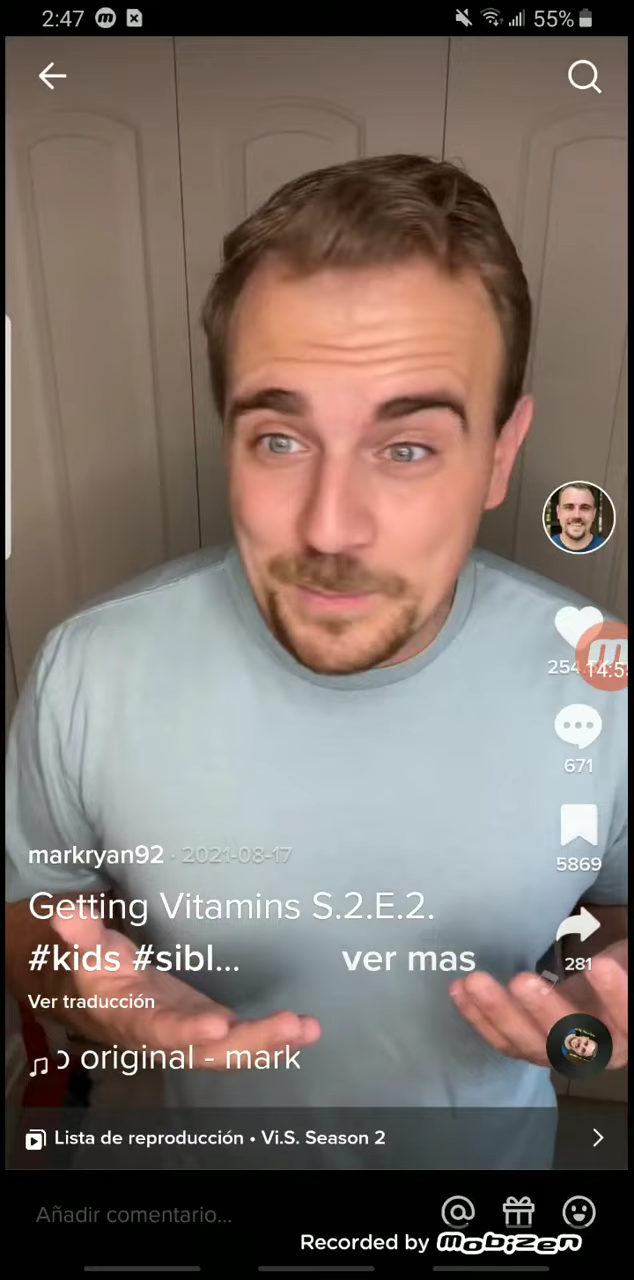 2:47
55%
markryan92 · 2021-08-17
Getting Vitamins S.2.E.2.
#kids #sibl... ver mas
Ver traducción
original - mark
Lista de reproducción • Vi.S. Season 2
671
5869
281
Añadir comentario...
Recorded by mobizen